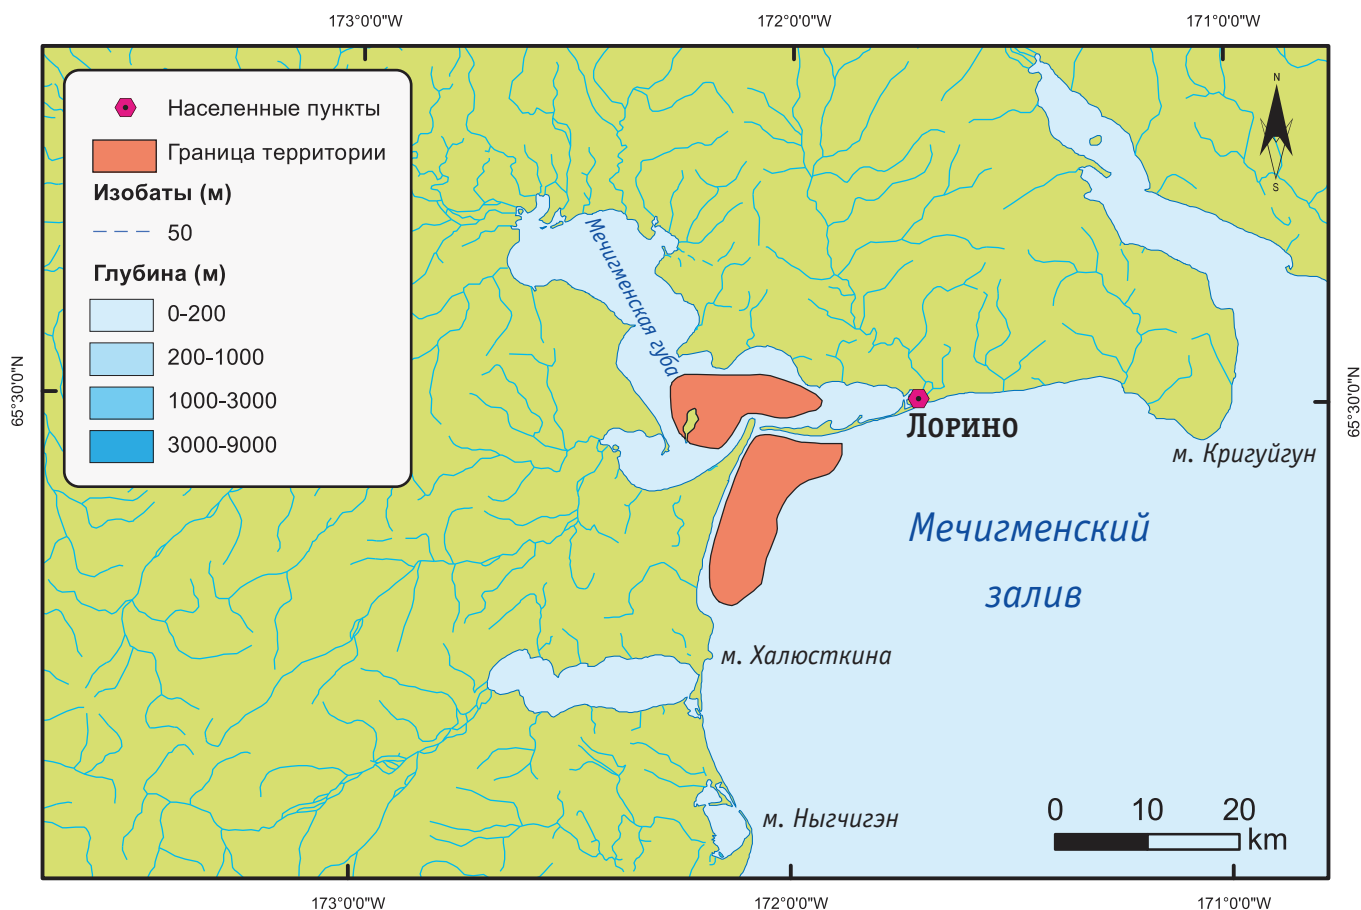 173°0'0"W
172°0'0"W
171°0'0"W
Населенные пункты
Граница территории
Изобаты (м)
50
Глубина (м)
0-200
200-1000
1000-3000
3000-9000
N
S
Мечигменская губа
65°30'0"N
65°30'0"N
Лорино
м. Кригуйгун
Мечигменский
залив
м. Халюсткина
м. Ныгчигэн
0 10 20
km
173°0'0"W
172°0'0"W
171°0'0"W